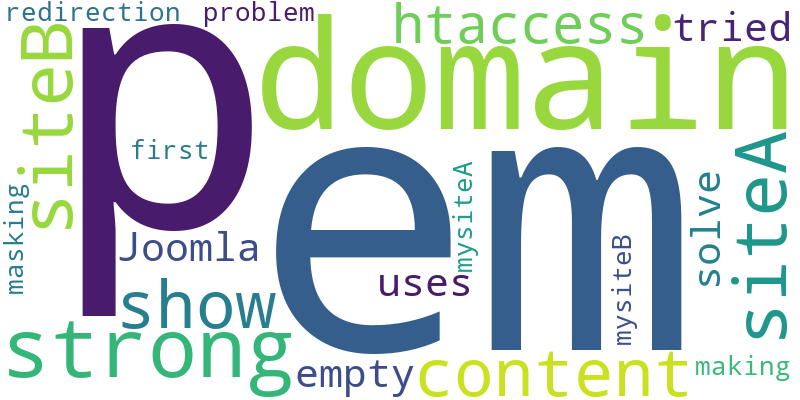 redirection
problem
htaccess
tried
siteB
p
domain
first
em
siteA
masking
Joomla
mysiteA
solve
mysiteB
uses
show
strong
empty
content
making